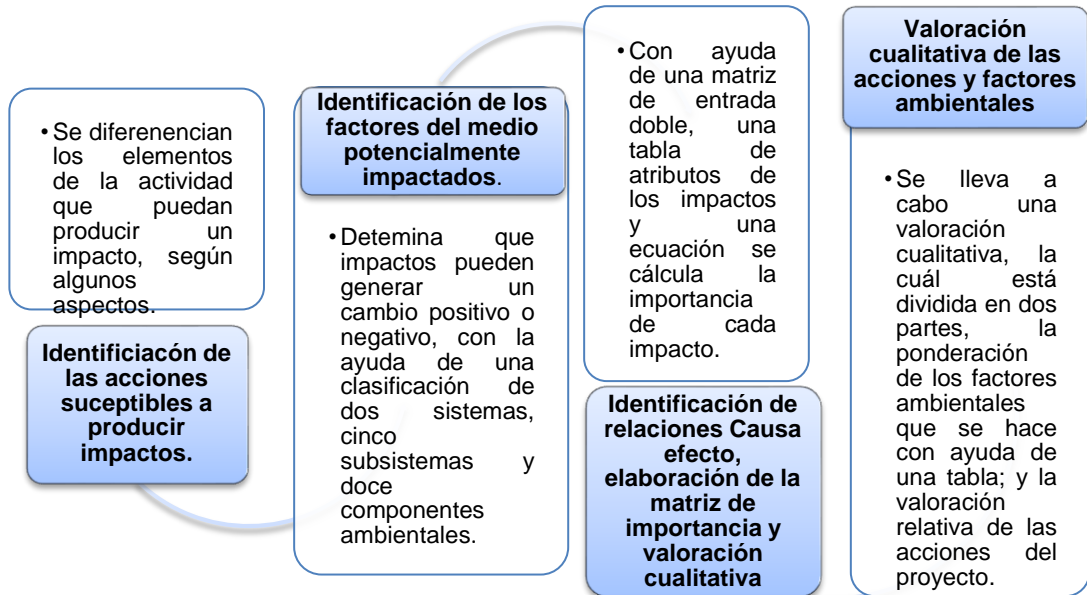 • Se diferenencian
los elementos
de la actividad
que puedan
producir un
impacto, según
algunos
aspectos.
Identificiacón de
las acciones
suceptibles a
producir
impactos.
Identificación de los
factores del medio
potencialmente
impactados.
• Detemina que
impactos pueden
generar un
cambio positivo o
negativo, con la
ayuda de una
clasificación de
dos sistemas,
cinco
subsistemas y
doce
componentes
ambientales.
• Con ayuda
de una matriz
de entrada
doble, una
tabla de
atributos de
los impactos
y una
ecuación se
cálcula la
importancia
de cada
impacto.
Identificación de
relaciones Causa
efecto,
elaboración de la
matriz de
importancia y
valoración
cualitativa
Valoración
cualitativa de las
acciones y factores
ambientales
• Se lleva a
cabo una
valoración
cualitativa, la
cuál está
dividida en dos
partes, la
ponderación
de los factores
ambientales
que se hace
con ayuda de
una tabla; y la
valoración
relativa de las
acciones del
proyecto.